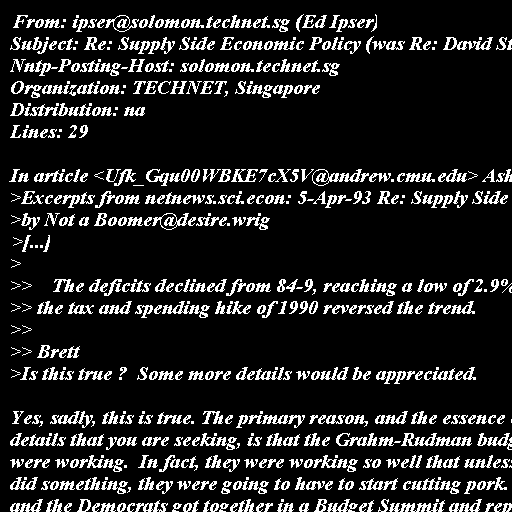 From: ipser@solomon.technet.sg (Ed Ipser)
Subject: Re: Supply Side Economic Policy (was Re: David St
Nntp-Posting-Host: solomon.technet.sg
Organization: TECHNET, Singapore
Distribution: na
Lines: 29

In article <Ufk_Gqu00WBKE7cX5V@andrew.cmu.edu> Ash
>Excerpts from netnews.sci.econ: 5-Apr-93 Re: Supply Side
>by Not a Boomer@desire.wrig
>[...]
>
>>    The deficits declined from 84-9, reaching a low of 2.9%
>> the tax and spending hike of 1990 reversed the trend.
>>
>> Brett
>Is this true ?  Some more details would be appreciated.

Yes, sadly, this is true. The primary reason, and the essence
details that you are seeking, is that the Grahm-Rudman budg
were working.  In fact, they were working so well that unless
did something, they were going to have to start cutting pork.
and the Democrats got together in a Budget Summit and rep